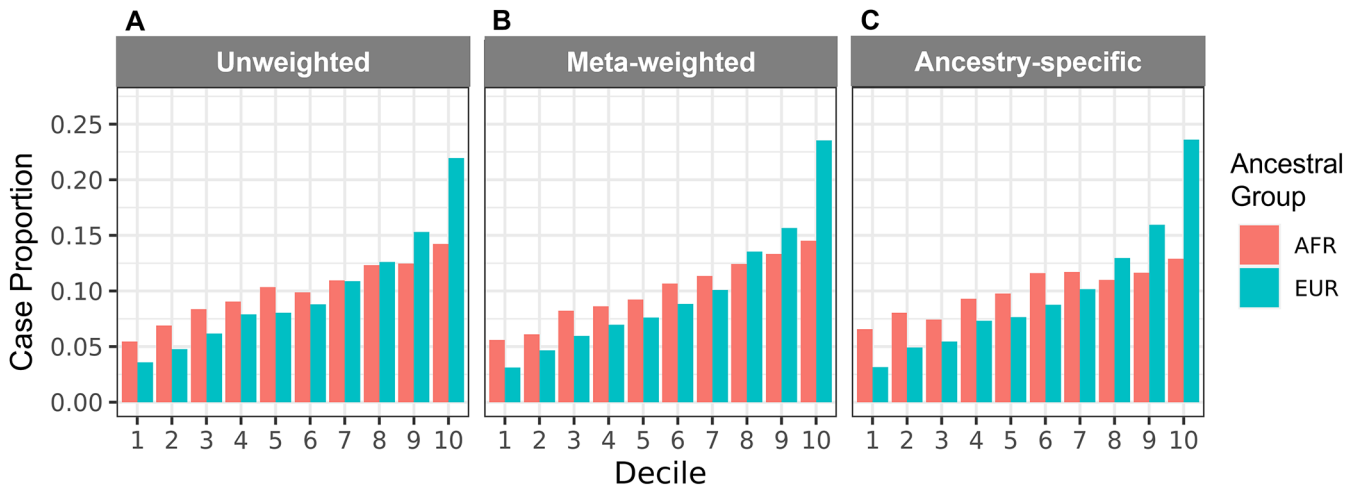 A B C
Unweighted Meta-weighted Ancestry-specific
Case Proportion
0.25
0.20
0.15
0.10
0.05
0.00
1 2 3 4 5 6 7 8 9 10 1 2 3 4 5 6 7 8 9 10 1 2 3 4 5 6 7 8 9 10
Decile
Ancestral
Group
AFR
EUR